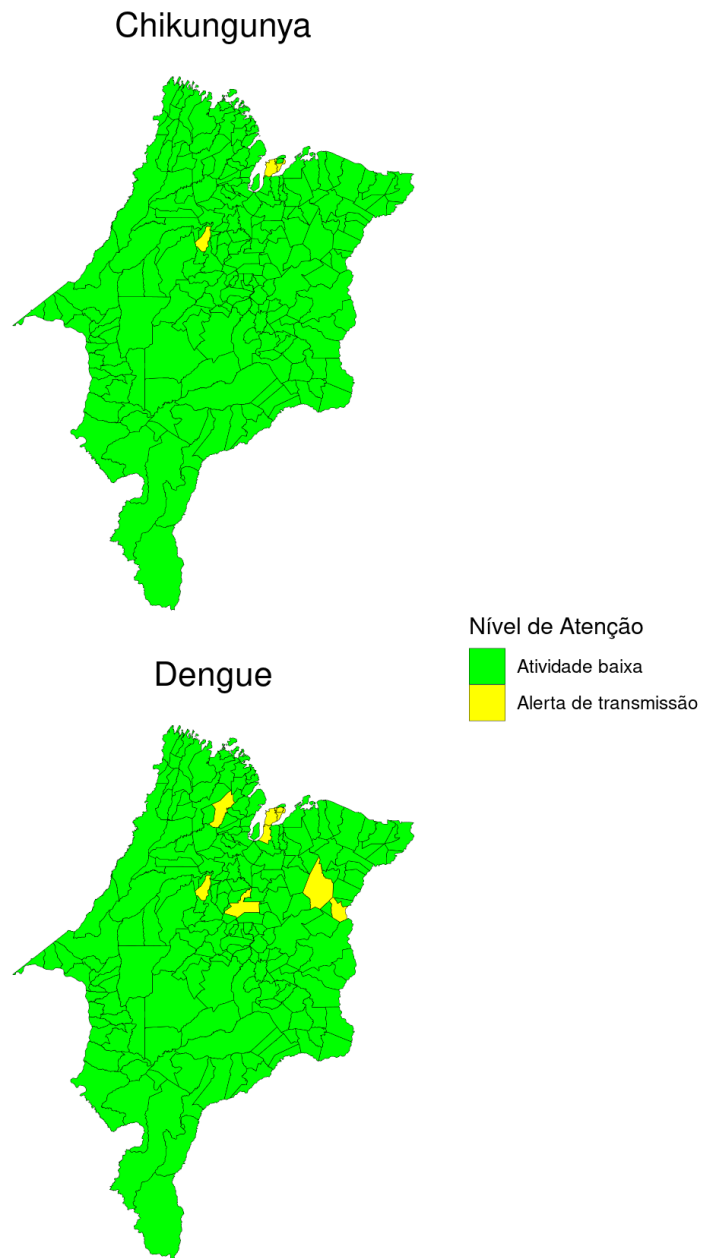 Chikungunya
Nível de Atenção
Atividade baixa
Alerta de transmissão
Dengue